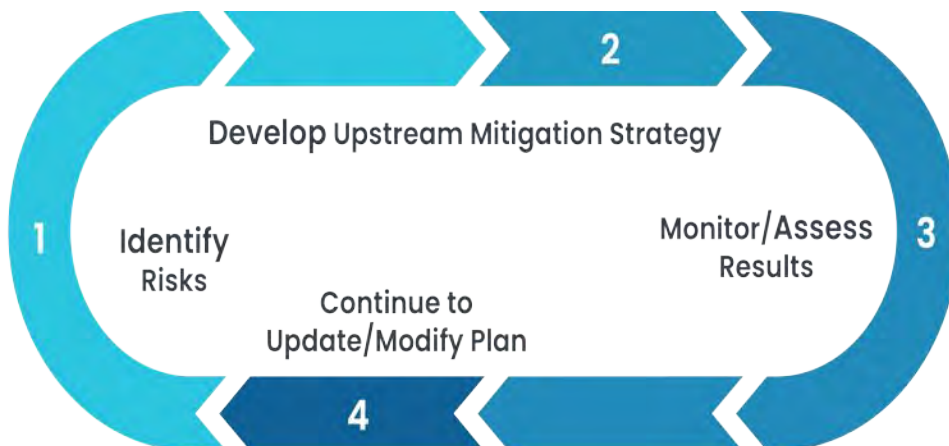 1
Identify
Risks
2
Develop Upstream Mitigation Strategy
3
Monitor/Assess
Results
4
Continue to
Update/Modify Plan